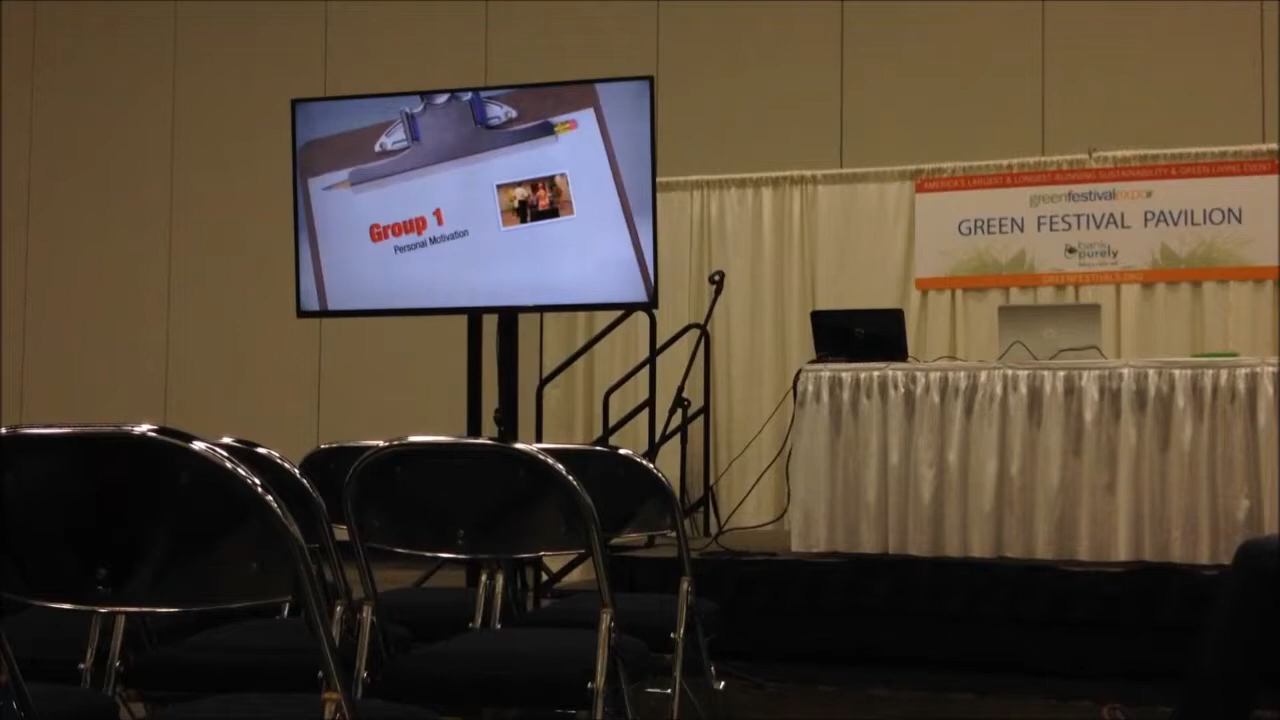 Group 1
Personal Motivation
AMERICA'S LARGEST & LONGEST RUNNING SUSTAINABILITY & GREEN LIVING EVENT
greenfestivalexpo
GREEN FESTIVAL PAVILION
bank
purely
GREENFESTIVALS.ORG